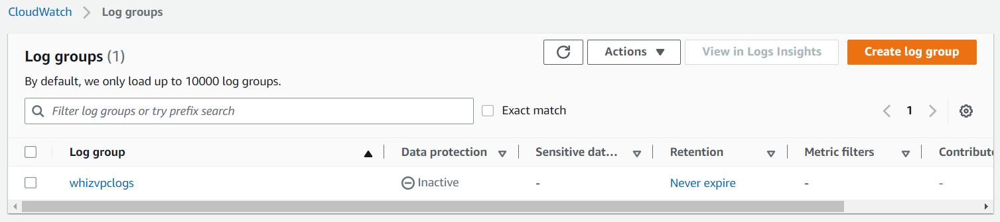 CloudWatch > Log groups
Log groups (1)
Actions
View in Logs Insights
Create log group
By default, we only load up to 10000 log groups.
Filter log groups or try prefix search
Exact match
1
Log group Data protection Sensitive dat... Retention Metric filters Contribute
whizvpclogs Inactive - Never expire - -